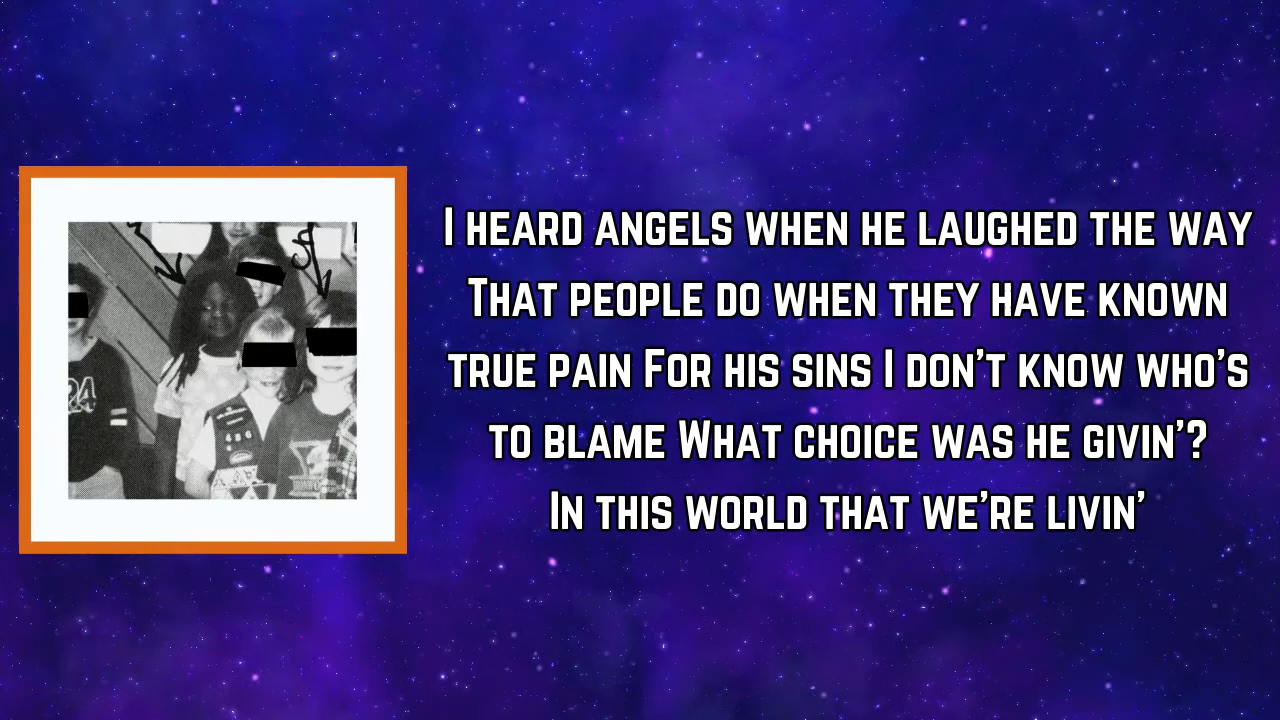 I HEARD ANGELS WHEN HE LAUGHED THE WAY
THAT PEOPLE DO WHEN THEY HAVE KNOWN
TRUE PAIN FOR HIS SINS I DON'T KNOW WHO'S
TO BLAME WHAT CHOICE WAS HE GIVIN'?
IN THIS WORLD THAT WE'RE LIVIN'
24